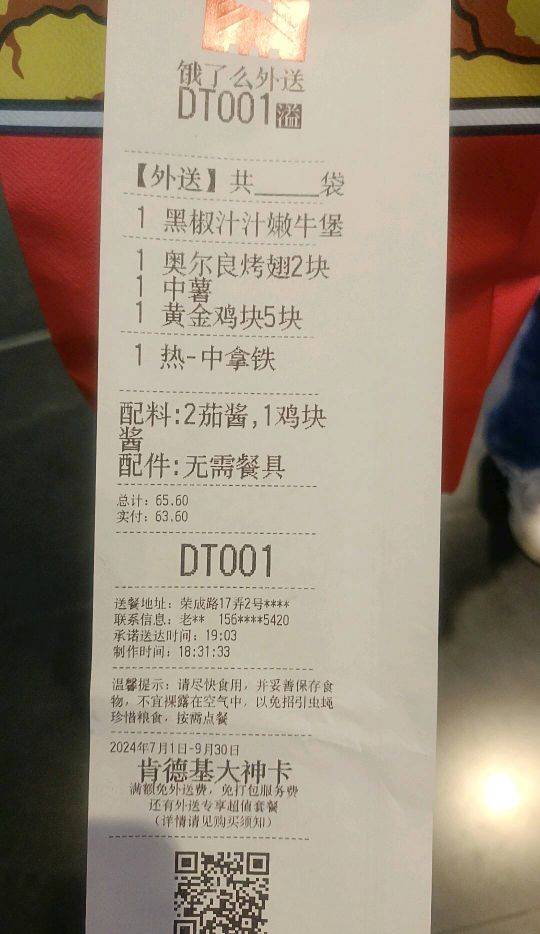 饿了么外送
DT001 溢
【外送】共_____袋
1 黑椒汁汁嫩牛堡
1 奥尔良烤翅2块
1 中薯
1 黄金鸡块5块
1 热-中拿铁
配料:2茄酱,1鸡块
酱
配件:无需餐具
总计: 65.60
实付: 63.60
DT001
送餐地址: 荣成路17弄2号****
联系信息: 老** 156****5420
承诺送达时间: 19:03
制作时间: 18:31:33
温馨提示: 请尽快食用, 并妥善保存食
物, 不宜裸露在空气中, 以免招引虫蝇
珍惜粮食, 按需点餐
2024年7月1日-9月30日
肯德基大神卡
满额免外送费, 免打包服务费
还有外送专享超值套餐
(详情请见购买须知)